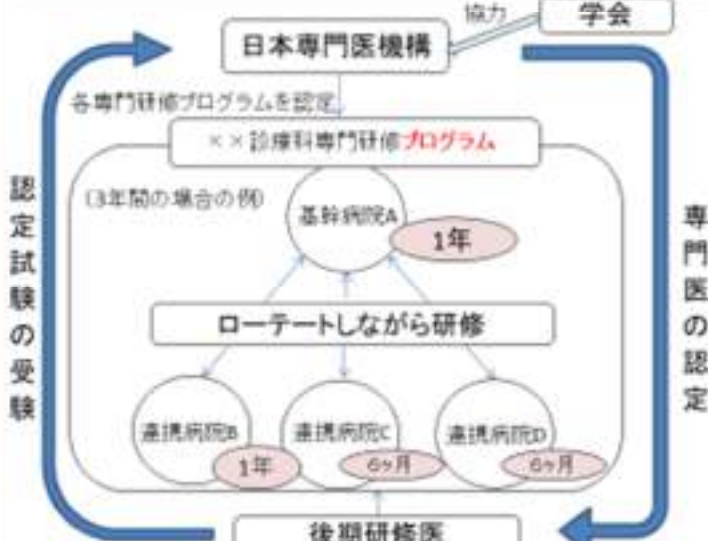 協力
学会
日本専門医機構
各専門研修プログラムを認定
××診療科専門研修プログラム
(3年間の場合の例)
基幹病院A
1年
ローテートしながら研修
連携病院B
1年
連携病院C
6ヶ月
連携病院D
6ヶ月
後期研修医
認定試験の受験
専門医の認定